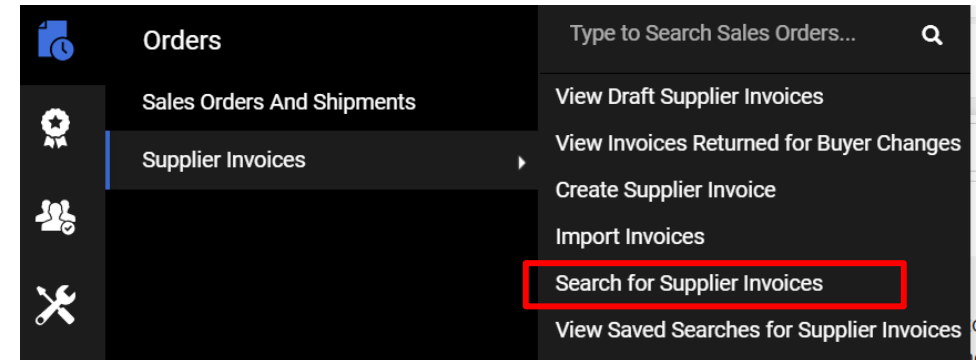 Orders
Type to Search Sales Orders...
Sales Orders And Shipments
Supplier Invoices
View Draft Supplier Invoices
View Invoices Returned for Buyer Changes
Create Supplier Invoice
Import Invoices
Search for Supplier Invoices
View Saved Searches for Supplier Invoices